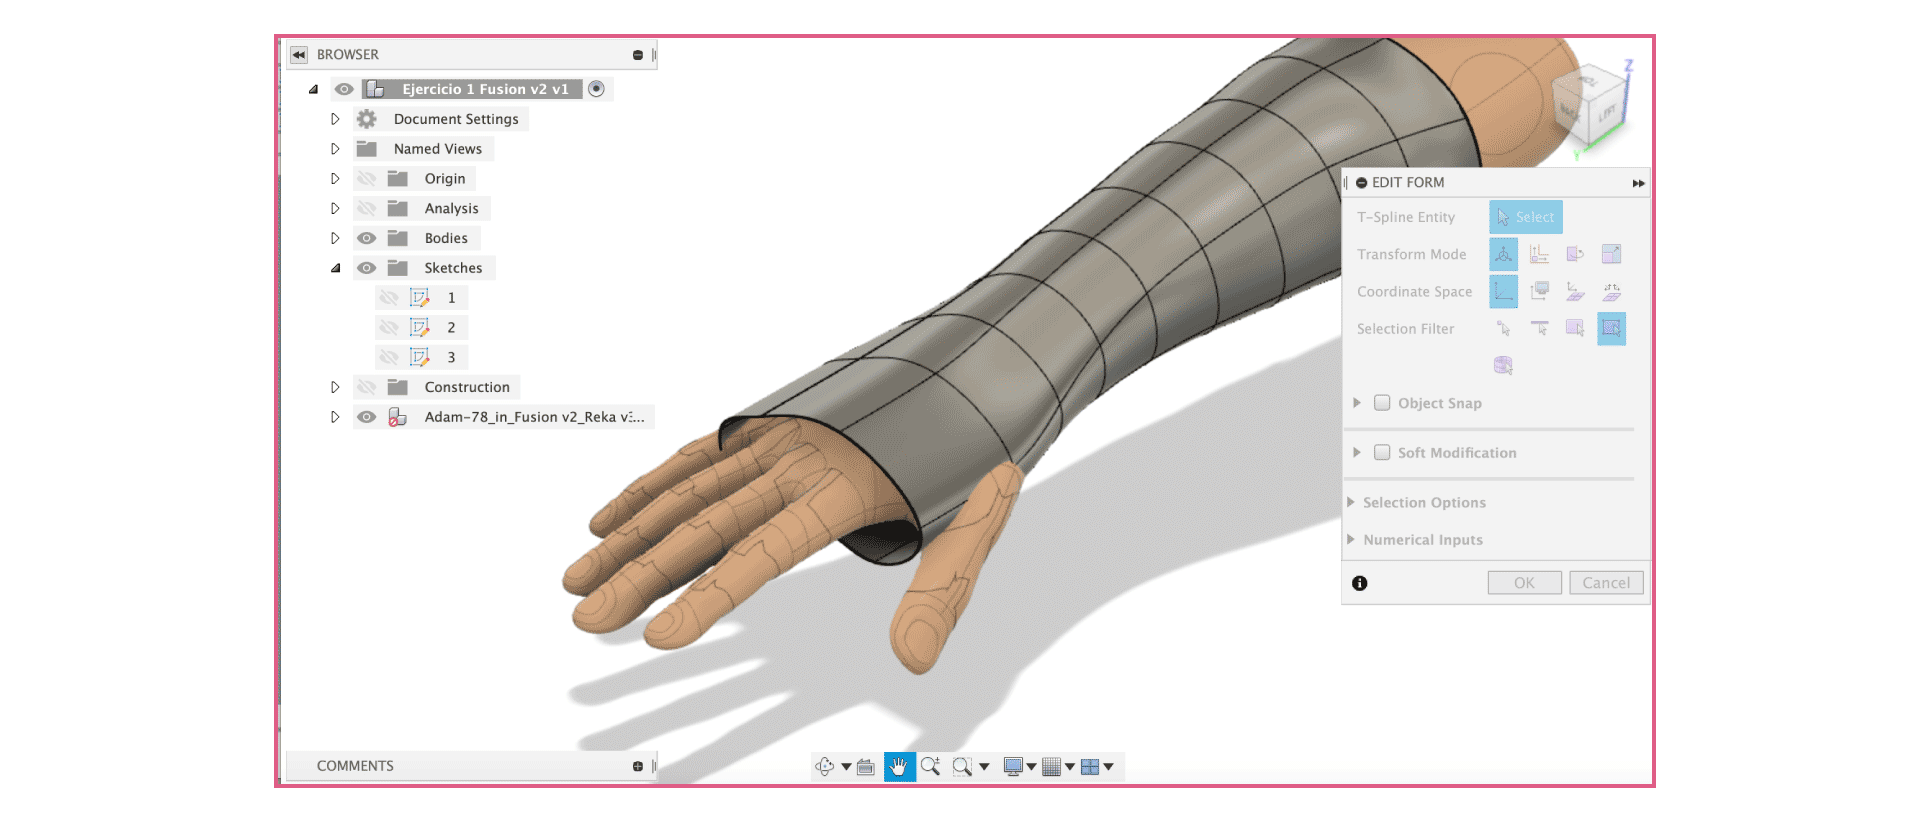 BROWSER
Ejercicio 1 Fusion v2 v1
Document Settings
Named Views
Origin
Analysis
Bodies
Sketches
1
2
3
Construction
Adam-78_in_Fusion v2_Reka v3...
COMMENTS
Z
LEFT
Y
EDIT FORM
T-Spline Entity
Select
Transform Mode
Coordinate Space
Selection Filter
Object Snap
Soft Modification
Selection Options
Numerical Inputs
OK
Cancel